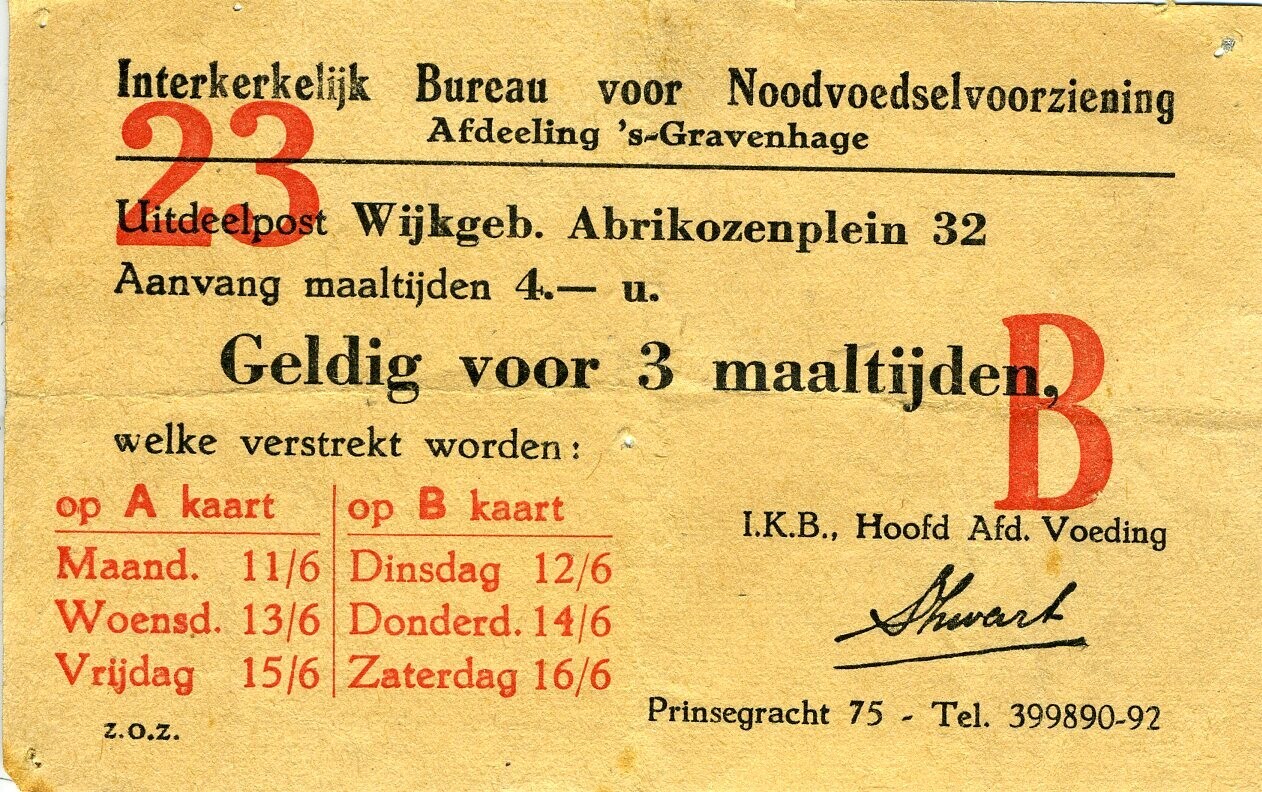 Interkerkelijk Bureau voor Noodvoedselvoorziening
Afdeeling 's-Gravenhage
23
Uitdeelpost Wijkgeb. Abrikozenplein 32
Aanvang maaltijden 4.— u.
Geldig voor 3 maaltijden,
B
welke verstrekt worden:
op A kaart
Maand. 11/6
Woensd. 13/6
Vrijdag 15/6
op B kaart
Dinsdag 12/6
Donderd. 14/6
Zaterdag 16/6
z.o.z.
I.K.B., Hoofd Afd. Voeding
Prinsegracht 75 - Tel. 399890-92